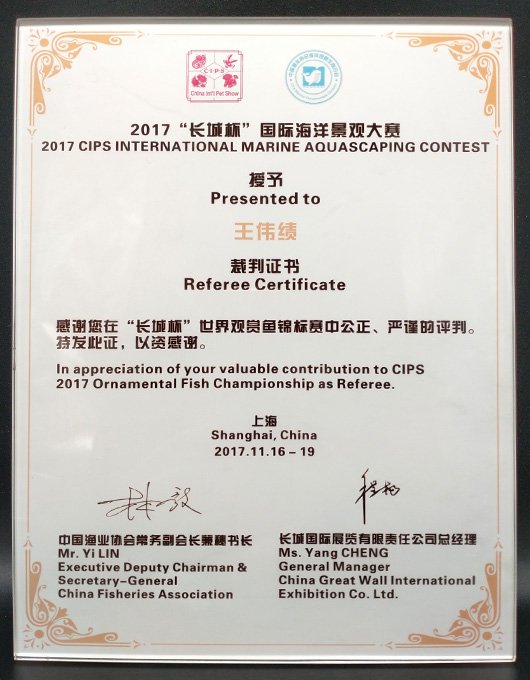 CIPS
China Int'l Pet Show
2017“长城杯”国际海洋景观大赛
2017 CIPS INTERNATIONAL MARINE AQUASCAPING CONTEST
授予
Presented to
王伟绩
裁判证书
Referee Certificate
感谢您在“长城杯”世界观赏鱼锦标赛中公正、严谨的评判。
特发此证，以资感谢。
In appreciation of your valuable contribution to CIPS
2017 Ornamental Fish Championship as Referee.
上海
Shanghai, China
2017.11.16-19
中国渔业协会常务副会长兼秘书长
Mr. Yi LIN
Executive Deputy Chairman &
Secretary-General
China Fisheries Association
长城国际展览有限责任公司总经理
Ms. Yang CHENG
General Manager
China Great Wall International
Exhibition Co. Ltd.